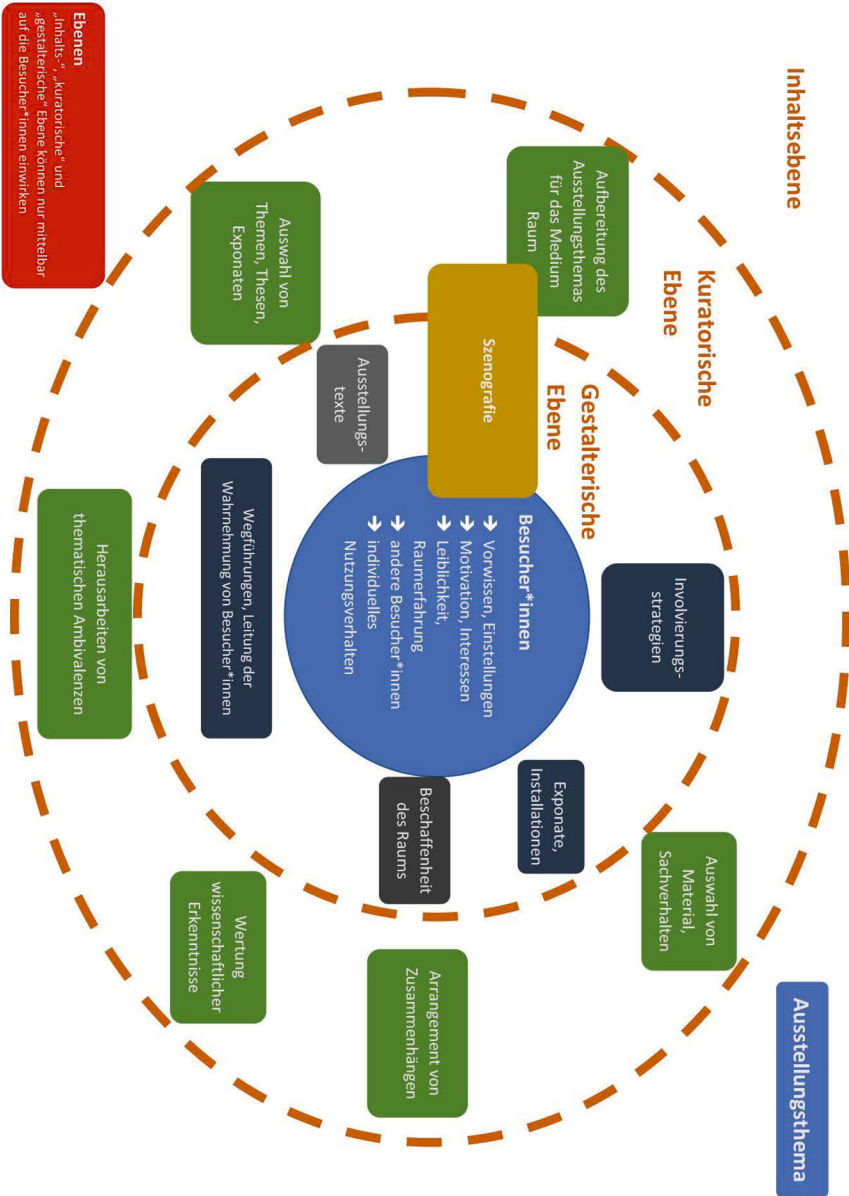 Inhaltsebene
Ausstellungsthema
Kuratorische
Ebene
Gestalterische
Ebene
Aufbereitung des
Ausstellungsthemas
für das Medium
Raum
Szenografie
Involvierungs-
strategien
Auswahl von
Material,
Sachverhalten
Exponate,
Installationen
Besucher*innen
➔ Vorwissen, Einstellungen
➔ Motivation, Interessen
➔ Leiblichkeit,
Raumerfahrung
➔ andere Besucher*innen
➔ individuelles
Nutzungsverhalten
Beschaffenheit
des Raums
Arrangement von
Zusammenhängen
Ausstellungs-
texte
Auswahl von
Themen, Thesen,
Exponaten
Wegführungen, Leitung der
Wahrnehmung von Besucher*innen
Wertung
wissenschaftlicher
Erkenntnisse
Herausarbeiten von
thematischen Ambivalenzen
Ebenen
„Inhalts-“, „kuratorische“ und
„gestalterische“ Ebene können nur mittelbar
auf die Besucher*innen einwirken